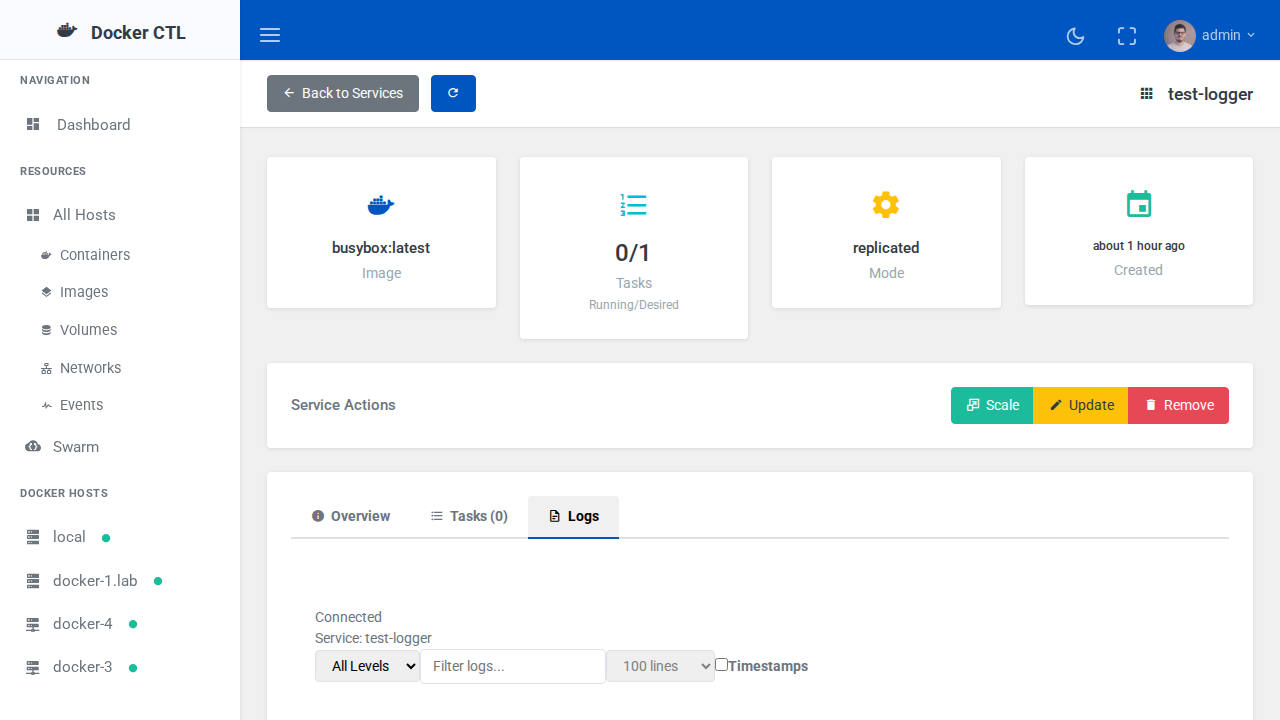 Docker CTL
admin
NAVIGATION
Dashboard
RESOURCES
All Hosts
Containers
Images
Volumes
Networks
Events
Swarm
DOCKER HOSTS
local
docker-1.lab
docker-4
docker-3
Back to Services
test-logger
busybox:latest
Image
0/1
Tasks
Running/Desired
replicated
Mode
about 1 hour ago
Created
Service Actions
Scale
Update
Remove
Overview
Tasks (0)
Logs
Connected
Service: test-logger
All Levels
Filter logs...
100 lines
Timestamps